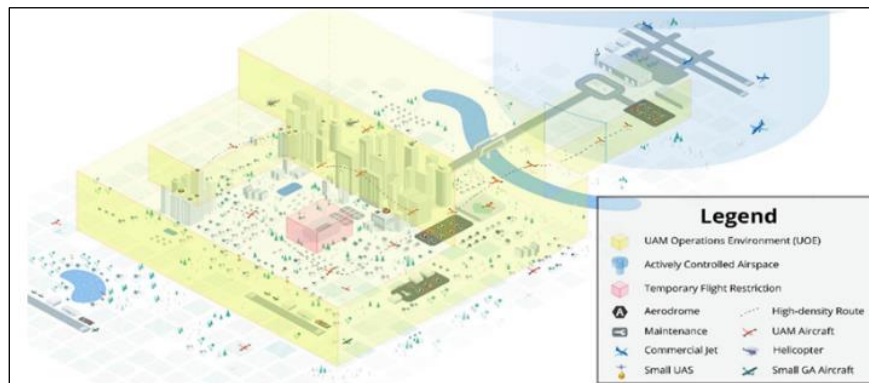 Legend
UAM Operations Environment (UOE)
Actively Controlled Airspace
Temporary Flight Restriction
A Aerodrome
High-density Route
Maintenance
UAM Aircraft
Commercial Jet
Helicopter
Small UAS
Small GA Aircraft